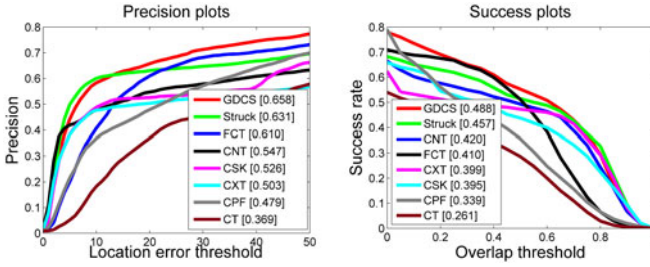 Precision plots
0.8
0.7
0.6
0.5
0.4
0.3
0.2
0.1
0
Precision
GDCS [0.658]
Struck [0.631]
FCT [0.610]
CNT [0.547]
CSK [0.526]
CXT [0.503]
CPF [0.479]
CT [0.369]
0 10 20 30 40 50
Location error threshold
Success plots
0.8
0.7
0.6
0.5
0.4
0.3
0.2
0.1
0
Success rate
GDCS [0.488]
Struck [0.457]
CNT [0.420]
FCT [0.410]
CXT [0.399]
CSK [0.395]
CPF [0.339]
CT [0.261]
0 0.2 0.4 0.6 0.8 1
Overlap threshold